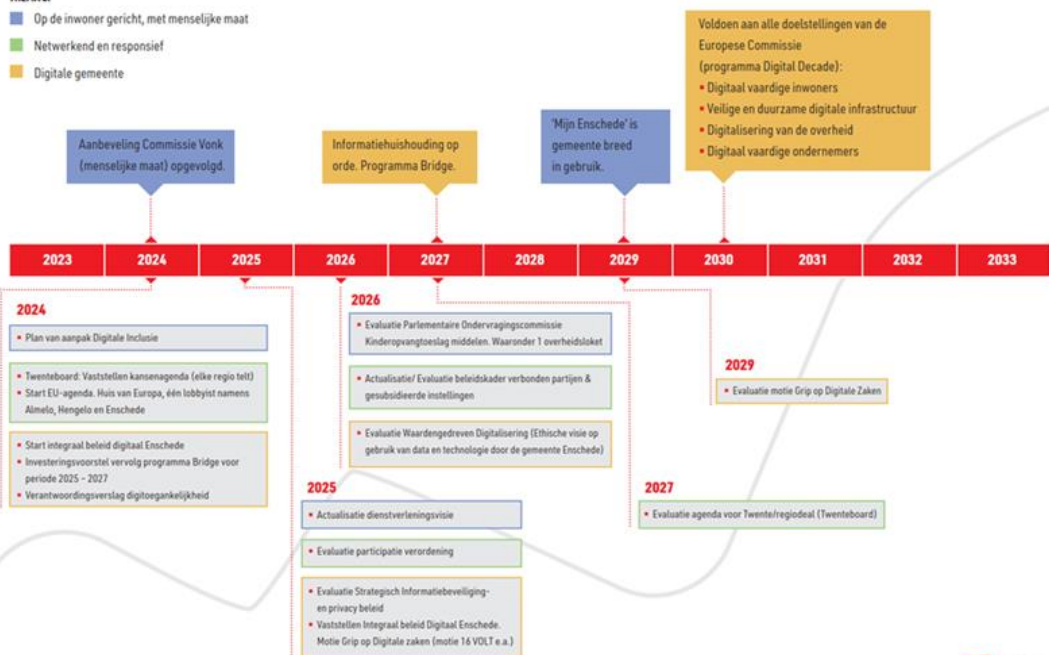 Op de inwoner gericht, met menselijke maat
Netwerkend en responsief
Digitale gemeente
Aanbeveling Commissie Vonk
(menselijke maat) opgevolgd.
Informatiehuishouding op
orde. Programma Bridge.
'Mijn Enschede' is
gemeente breed
in gebruik.
Voldoen aan alle doelstellingen van de
Europese Commissie
(programma Digital Decade):
▪ Digitaal vaardige inwoners
▪ Veilige en duurzame digitale infrastructuur
▪ Digitalisering van de overheid
▪ Digitaal vaardige ondernemers
2023 2024 2025 2026 2027 2028 2029 2030 2031 2032 2033
2024
▪ Plan van aanpak Digitale Inclusie
▪ Twenteboard: Vaststellen kansenagenda (elke regio telt)
▪ Start EU-agenda. Huis van Europa, één lobbyist namens
Almelo, Hengelo en Enschede
▪ Start integraal beleid digitaal Enschede
▪ Investeringsvoorstel vervolg programma Bridge voor
periode 2025 – 2027
▪ Verantwoordingsverslag digitoegankelijkheid
2026
▪ Evaluatie Parlementaire Ondervragingscommissie
Kinderopvangtoeslag middelen. Waaronder 1 overheidsloket
▪ Actualisatie/ Evaluatie beleidskader verbonden partijen &
gesubsidieerde instellingen
▪ Evaluatie Waardengedreven Digitalisering (Ethische visie op
gebruik van data en technologie door de gemeente Enschede)
2025
▪ Actualisatie dienstverleningsvisie
▪ Evaluatie participatie verordening
▪ Evaluatie Strategisch Informatiebeveiliging-
en privacy beleid
▪ Vaststellen Integraal beleid Digitaal Enschede.
Motie Grip op Digitale zaken (motie 16 VOLT e.a.)
2029
▪ Evaluatie motie Grip op Digitale Zaken
2027
▪ Evaluatie agenda voor Twente/regiodeal (Twenteboard)